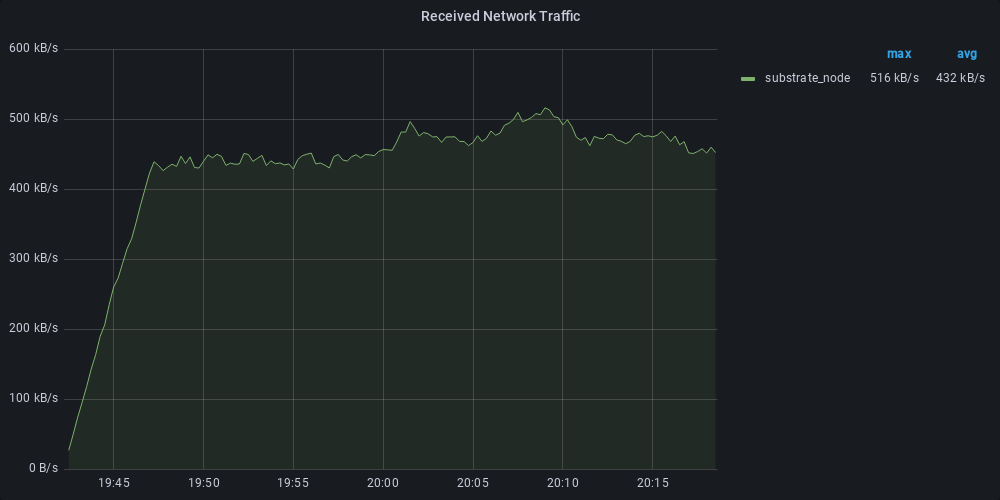 Received Network Traffic
600 kB/s
500 kB/s
400 kB/s
300 kB/s
200 kB/s
100 kB/s
0 B/s
19:45 19:50 19:55 20:00 20:05 20:10 20:15
max avg
substrate_node 516 kB/s 432 kB/s